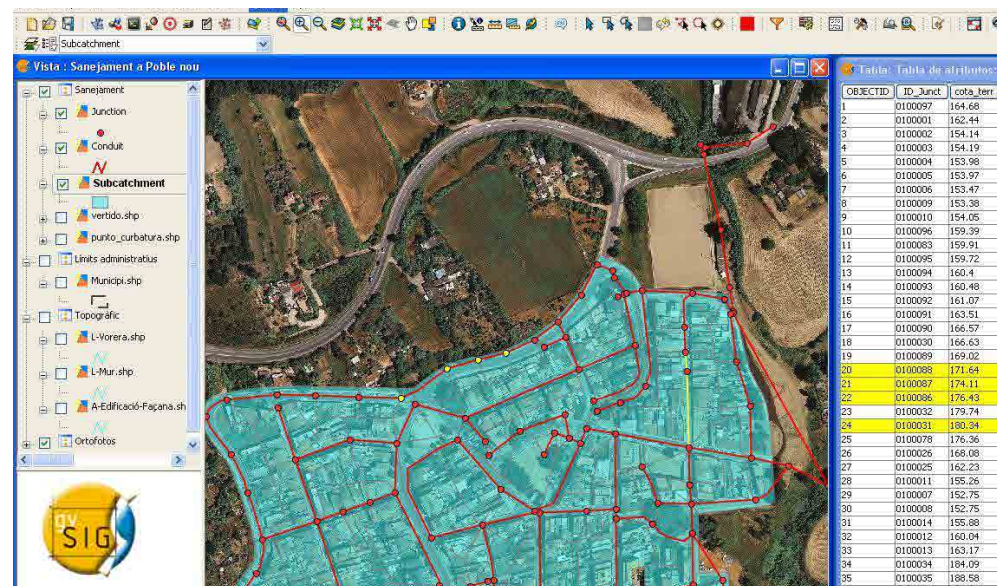 Subcatchment
Vista : Sanejament a Poble nou
Sanejament
Junction
Conduit
Subcatchment
vertido.shp
punto_curbatura.shp
Límits administratius
Municipi.shp
Topogràfic
L-Vorera.shp
L-Mur.shp
A-Edificació-Façana.sh
Ortofotos
gv
SIG
Tabla: Tabla de atributos:
OBJECTID ID_Junct cota_terr
1 0100097 164.68
2 0100001 162.44
3 0100002 154.14
4 0100003 154.19
5 0100004 153.98
6 0100005 153.97
7 0100006 153.47
8 0100009 153.38
9 0100010 154.05
10 0100096 159.39
11 0100083 159.91
12 0100095 159.72
13 0100094 160.4
14 0100093 160.48
15 0100092 161.07
16 0100091 163.51
17 0100090 166.57
18 0100030 166.63
19 0100089 169.02
20 0100088 171.64
21 0100087 174.11
22 0100086 176.43
23 0100032 179.74
24 0100031 180.34
25 0100078 176.36
26 0100026 168.08
27 0100025 162.23
28 0100011 155.26
29 0100007 152.75
30 0100008 152.75
31 0100014 155.88
32 0100012 160.04
33 0100013 163.17
34 0100034 184.09
35 0100035 188.58